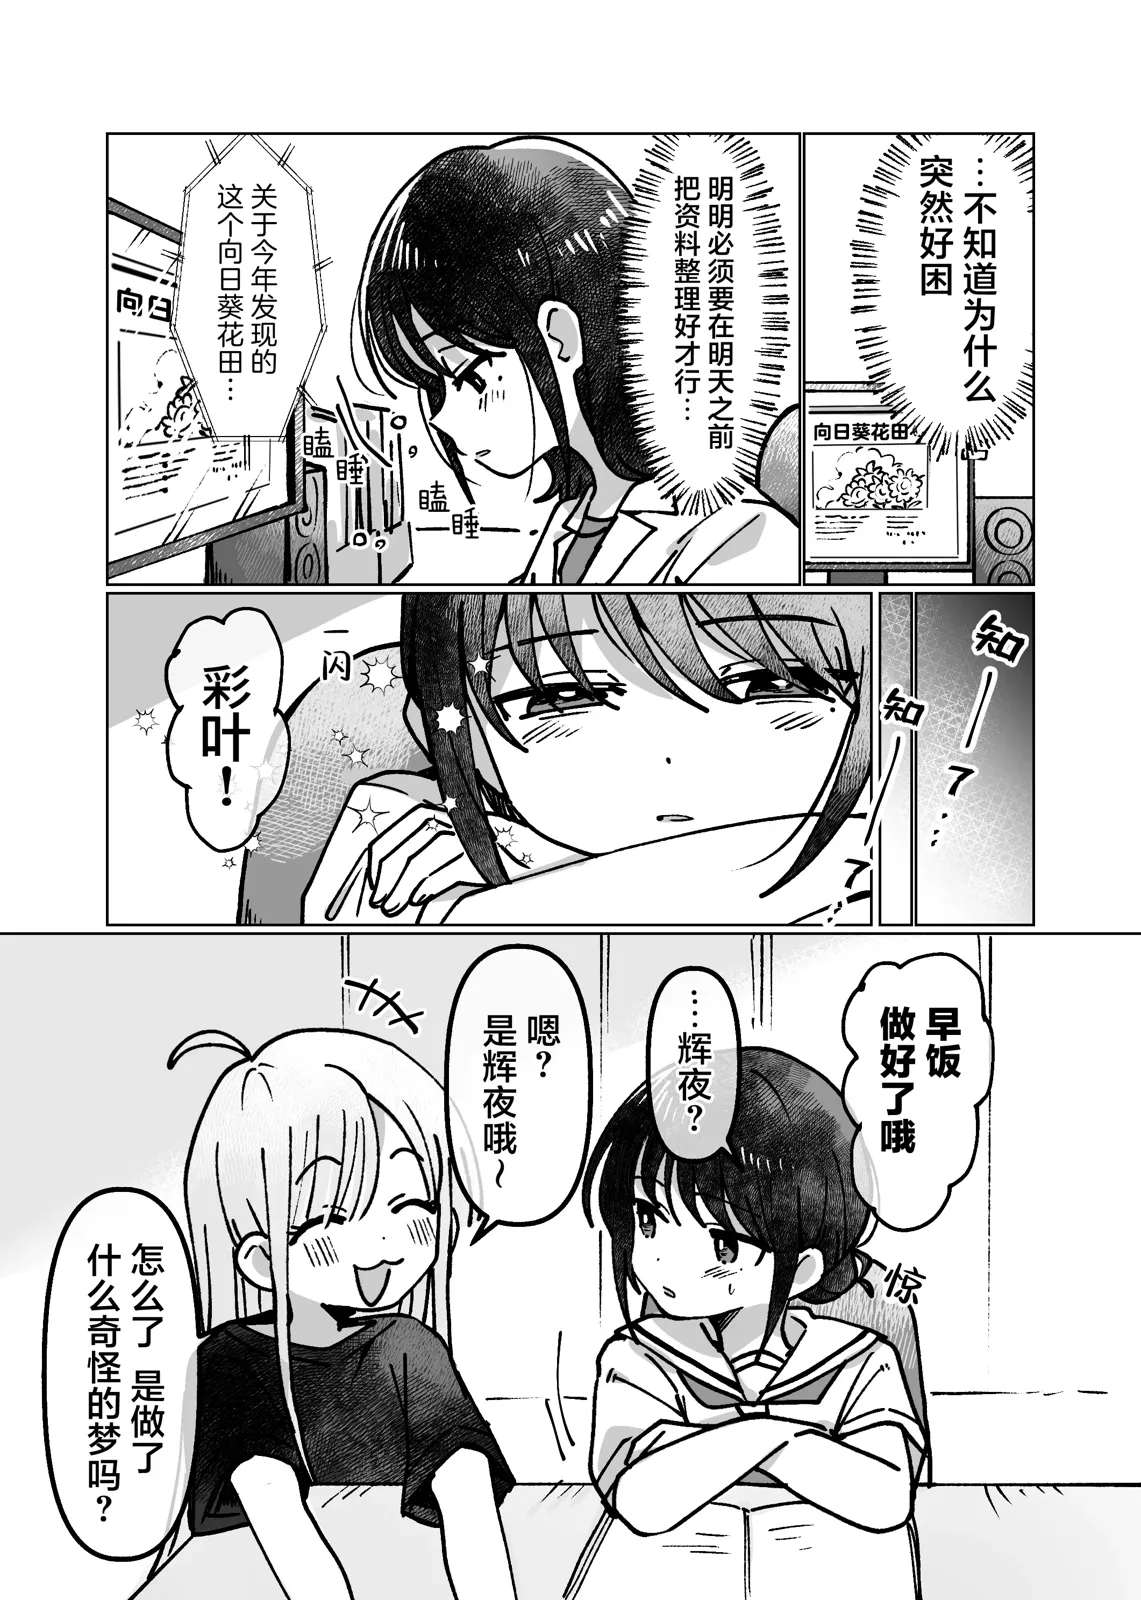 …不知道为什么
突然好困
向日葵花田
明明必须要在明天之前
把资料整理好才行…
关于今年发现的
这个向日葵花田…
向日
瞌
睡
瞌
睡
知
了…
知
了…
一闪
彩叶！
早饭
做好了哦
……辉夜？
惊
嗯？
是辉夜哦～
怎么了 是做了
什么奇怪的梦吗？